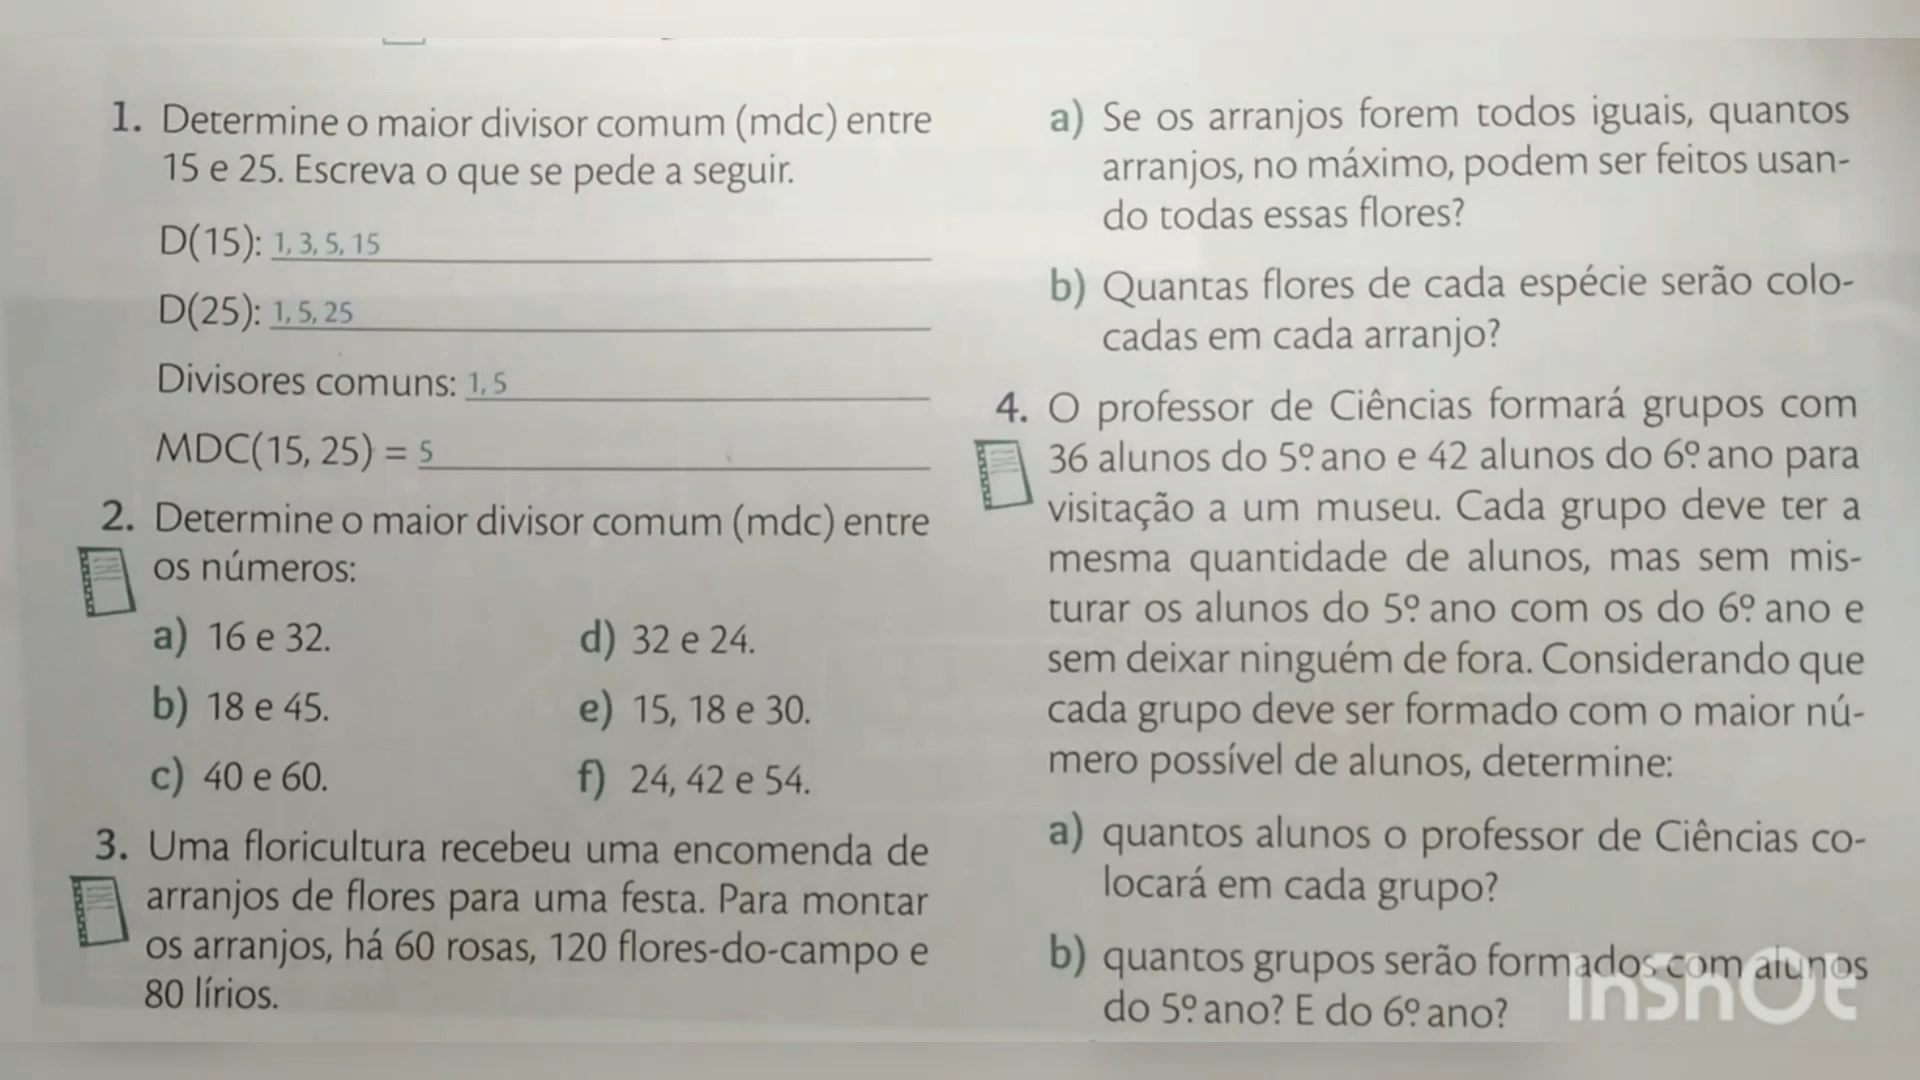 1. Determine o maior divisor comum (mdc) entre
15 e 25. Escreva o que se pede a seguir.
D(15): 1, 3, 5, 15
D(25): 1, 5, 25
Divisores comuns: 1, 5
MDC(15, 25) = 5
2. Determine o maior divisor comum (mdc) entre
os números:
a) 16 e 32.
b) 18 e 45.
c) 40 e 60.
d) 32 e 24.
e) 15, 18 e 30.
f) 24, 42 e 54.
3. Uma floricultura recebeu uma encomenda de
arranjos de flores para uma festa. Para montar
os arranjos, há 60 rosas, 120 flores-do-campo e
80 lírios.
a) Se os arranjos forem todos iguais, quantos
arranjos, no máximo, podem ser feitos usan-
do todas essas flores?
b) Quantas flores de cada espécie serão colo-
cadas em cada arranjo?
4. O professor de Ciências formará grupos com
36 alunos do 5º ano e 42 alunos do 6º ano para
visitação a um museu. Cada grupo deve ter a
mesma quantidade de alunos, mas sem mis-
turar os alunos do 5º ano com os do 6º ano e
sem deixar ninguém de fora. Considerando que
cada grupo deve ser formado com o maior nú-
mero possível de alunos, determine:
a) quantos alunos o professor de Ciências co-
locará em cada grupo?
b) quantos grupos serão formados com alunos
do 5º ano? E do 6º ano?
InShOt